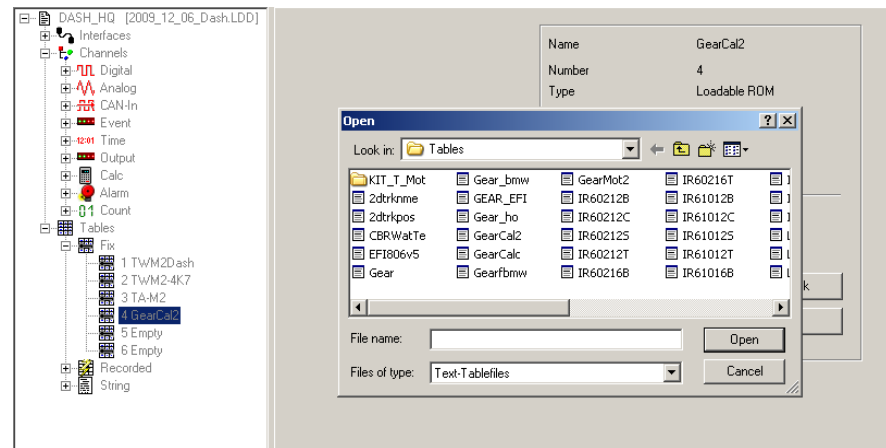 DASH_HQ [2009_12_06_Dash.LDD]
Interfaces
Channels
Digital
Analog
CAN-In
Event
12:01 Time
Output
Calc
Alarm
01 Count
Tables
Fix
1 TWM2Dash
2 TWM2-4K7
3 TA-M2
4 GearCal2
5 Empty
6 Empty
Recorded
String
Name GearCal2
Number 4
Type Loadable ROM
Open
Look in: Tables
KIT_T_Mot Gear_bmw GearMot2 IR60216T
2dtrknme GEAR_EFI IR60212B IR61012B
2dtrkpos Gear_ho IR60212C IR61012C
CBRWatTe GearCal2 IR60212S IR61012S
EFI806v5 GearCalc IR60212T IR61012T
Gear Gearfbmw IR60216B IR61016B
k
File name: Open
Files of type: Text-Tablefiles Cancel